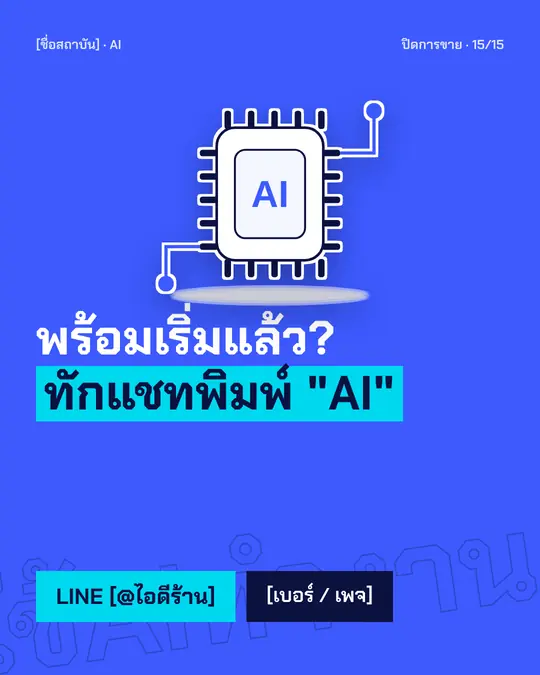 [ชื่อสถาบัน] · AI
ปิดการขาย · 15/15
AI
พร้อมเริ่มแล้ว?
ทักแชทพิมพ์ "AI"
LINE [@ไอดีร้าน]
[เบอร์ / เพจ]